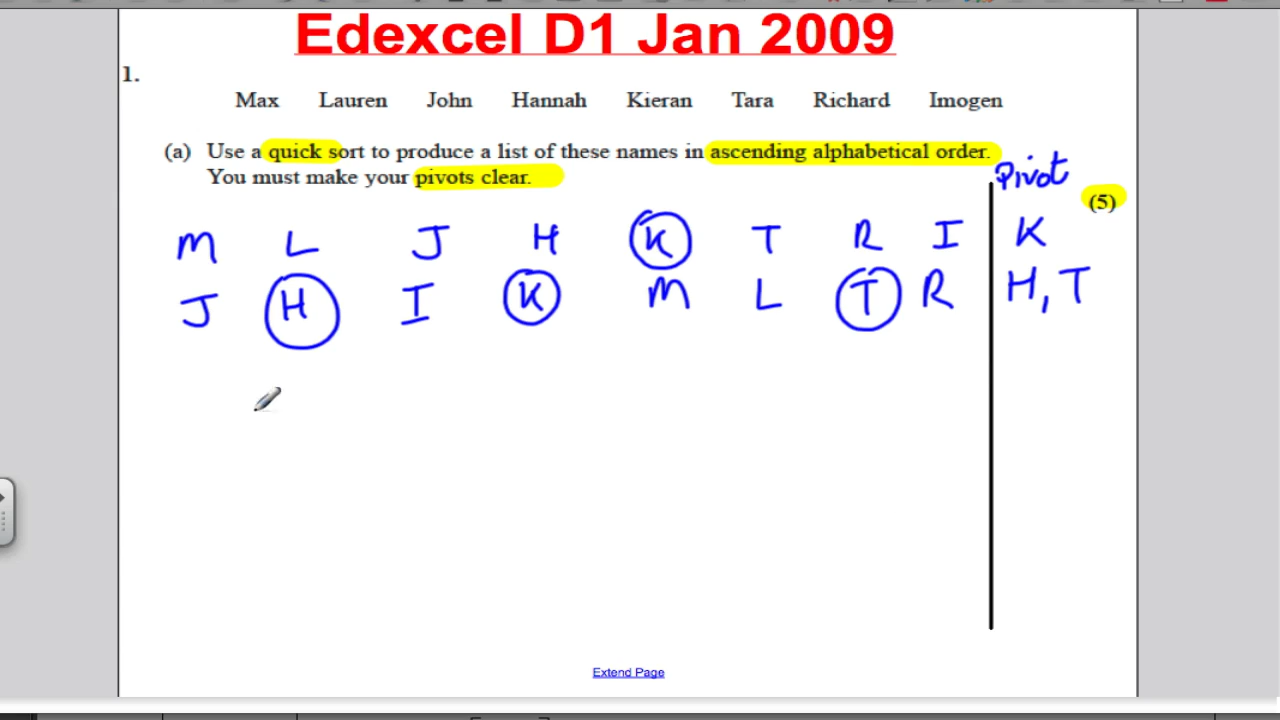 Edexcel D1 Jan 2009
1.
Max Lauren John Hannah Kieran Tara Richard Imogen
(a) Use a quick sort to produce a list of these names in ascending alphabetical order.
You must make your pivots clear.
Pivot
(5)
M L J H K T R I K
J H I K M L T R H, T
Extend Page